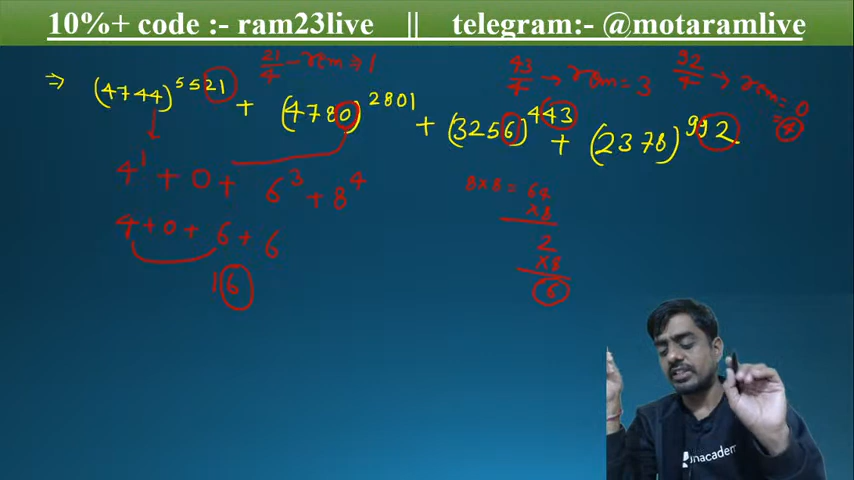 10%+ code :- ram23live || telegram:- @motaramlive
21/4 - rem ⇒ 1
43/4 → rem = 3
92/4 → rem = 0
= 4
⇒ (4744)^5521 + (4780)^2801 + (3256)^443 + (2378)^992.
4^1 + 0 + 6^3 + 8^4
4 + 0 + 6 + 6
16
8×8 = 64
×8
2
×8
6
unacademy